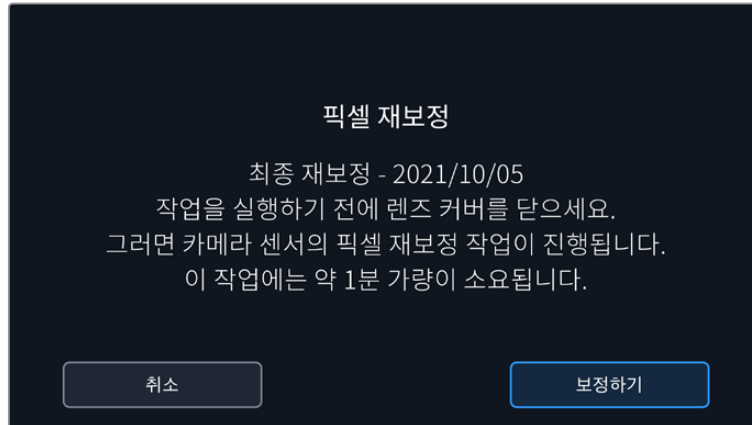 픽셀 재보정
최종 재보정 - 2021/10/05
작업을 실행하기 전에 렌즈 커버를 닫으세요.
그러면 카메라 센서의 픽셀 재보정 작업이 진행됩니다.
이 작업에는 약 1분 가량이 소요됩니다.
취소
보정하기